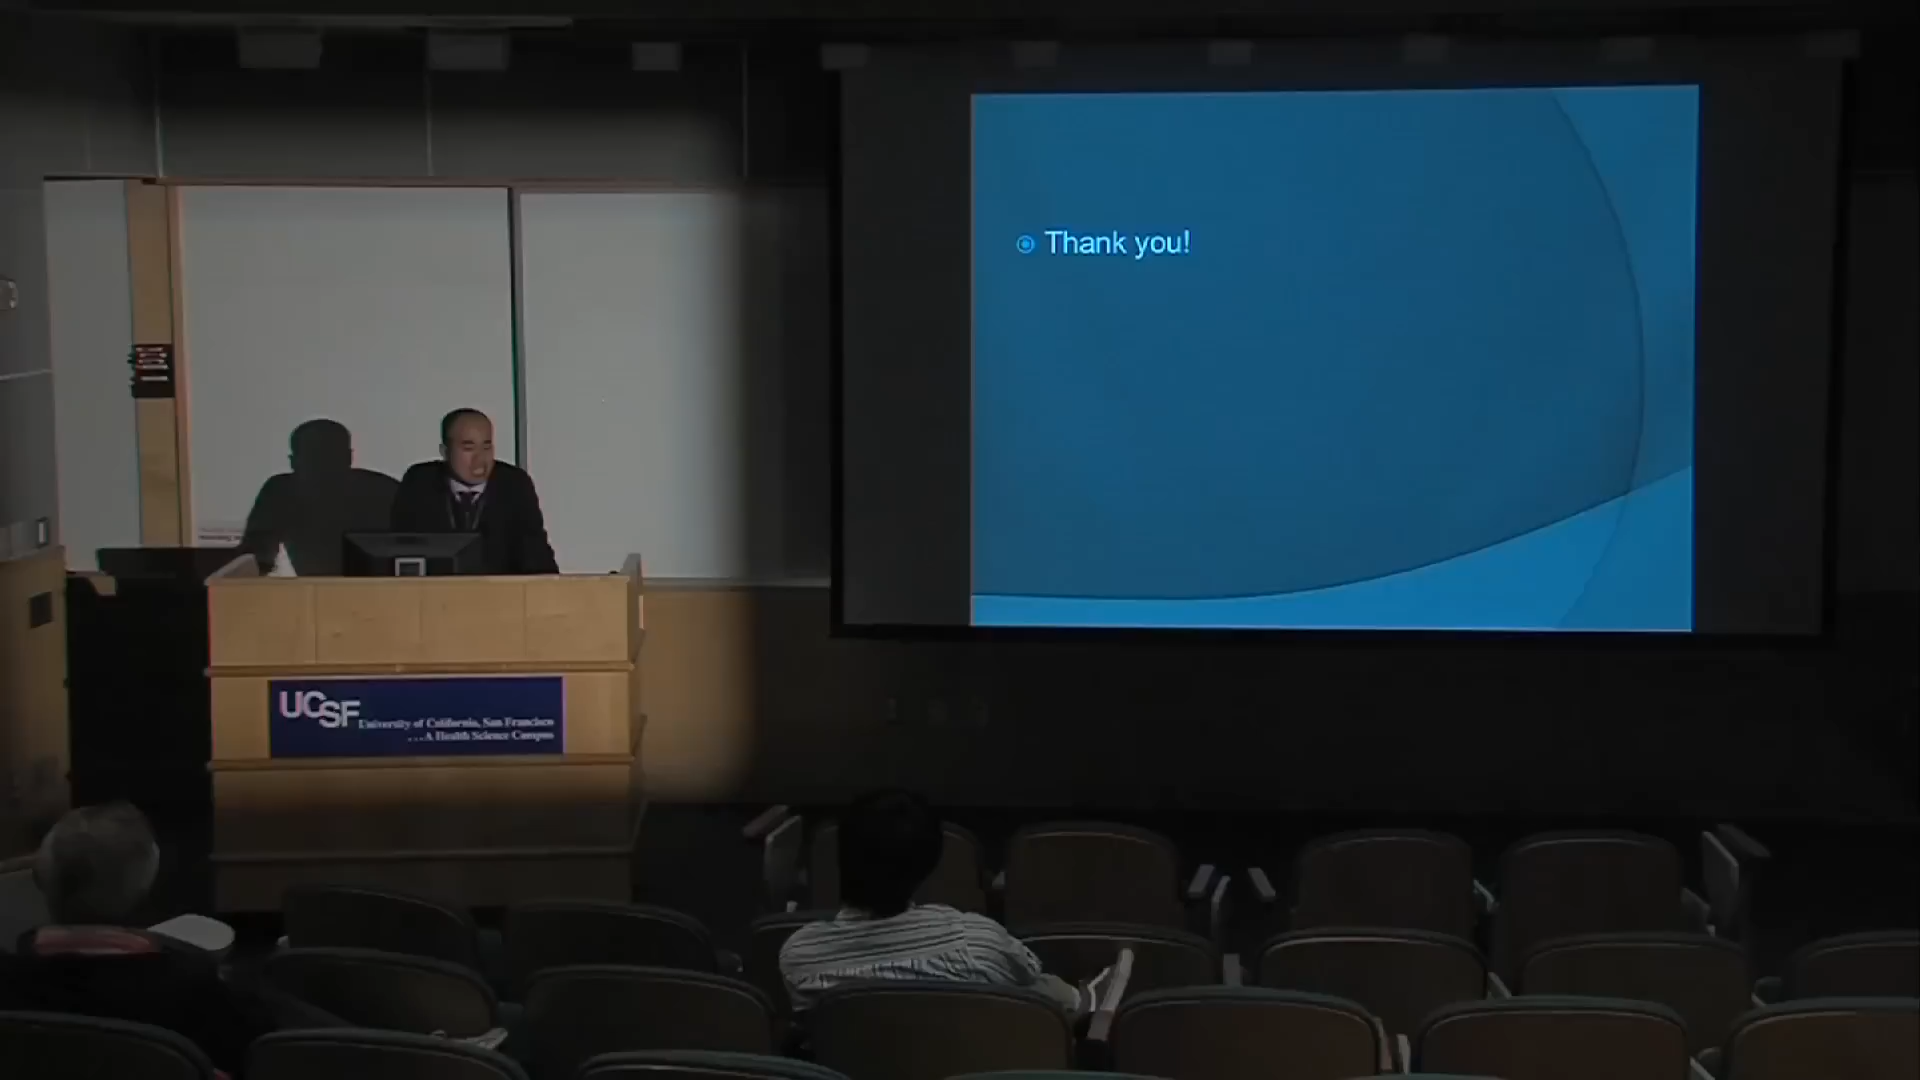 Thank you!
UCSF University of California, San Francisco
...A Health Science Campus